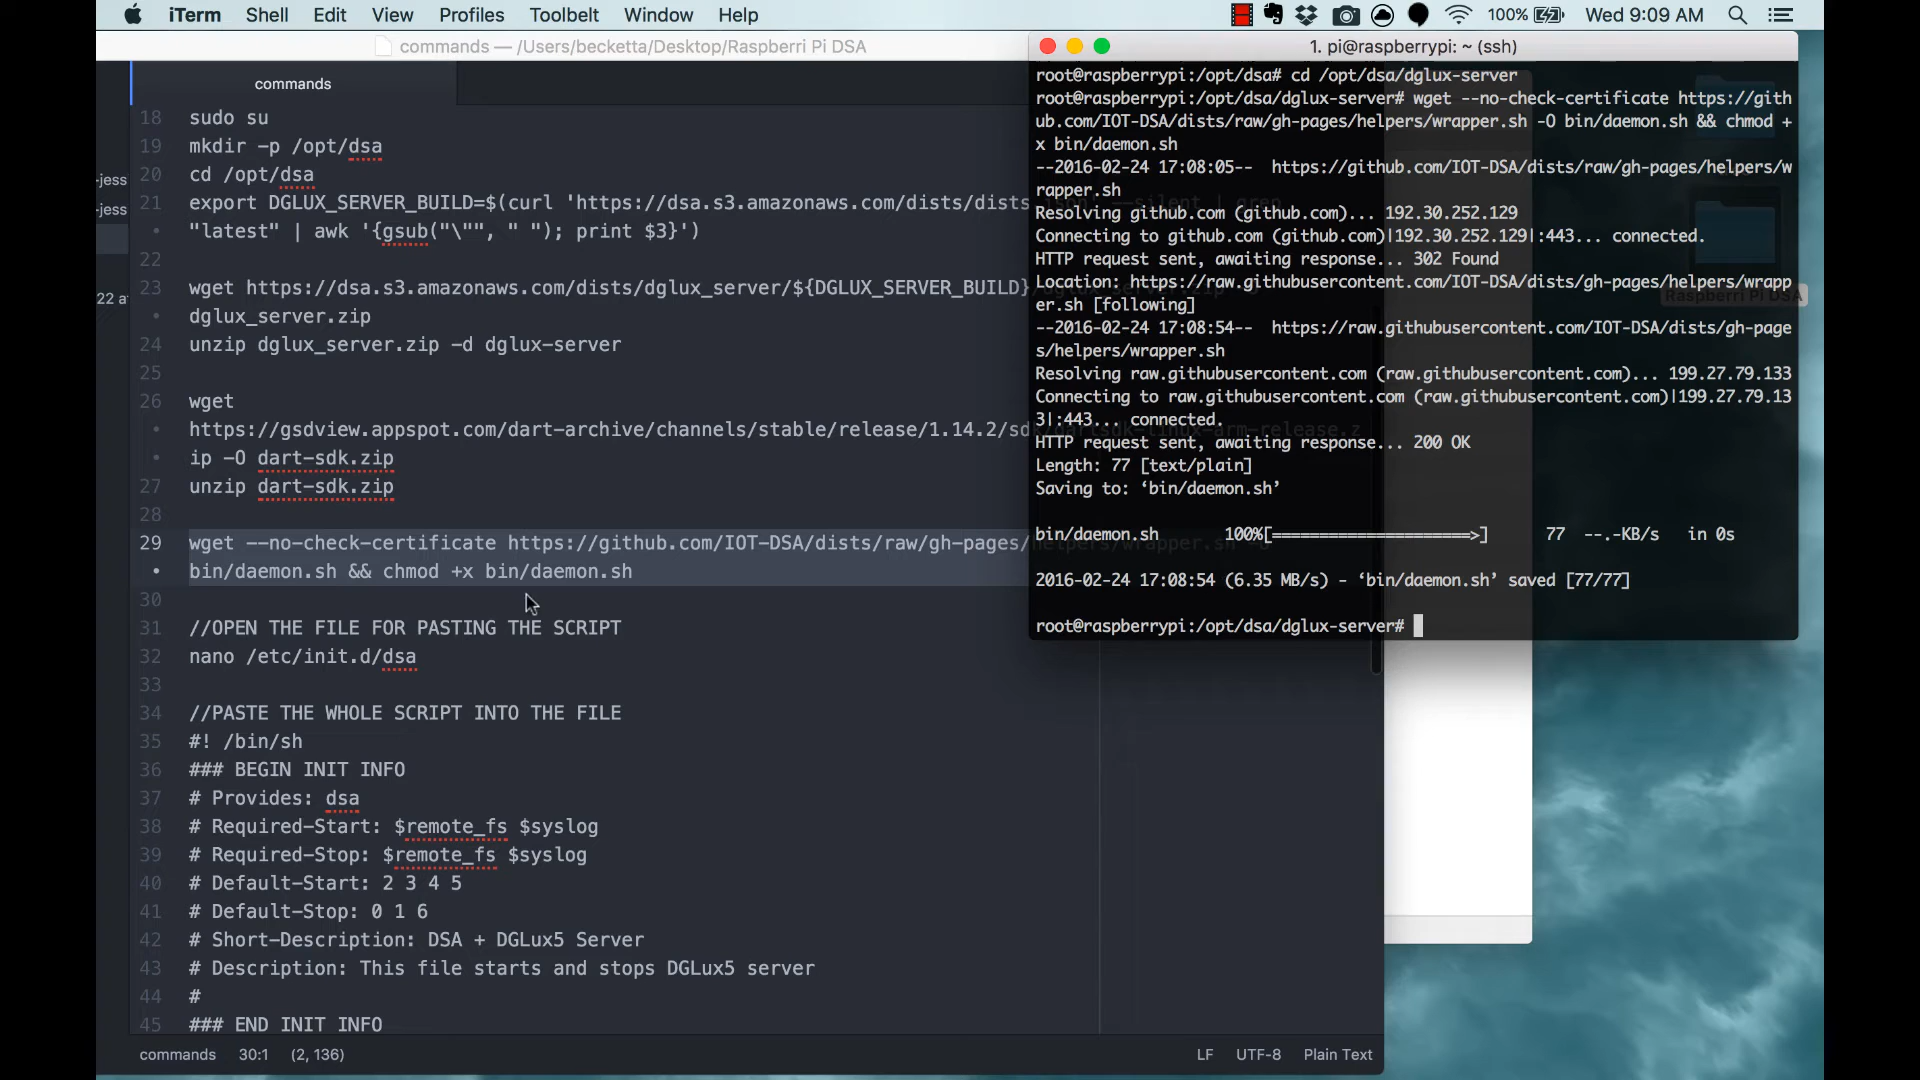 iTerm Shell Edit View Profiles Toolbelt Window Help 100% Wed 9:09 AM
commands — /Users/becketta/Desktop/Raspberri Pi DSA
commands
-jess
-jess
22 a
18 sudo su
19 mkdir -p /opt/dsa
20 cd /opt/dsa
21 export DGLUX_SERVER_BUILD=$(curl 'https://dsa.s3.amazonaws.com/dists/dists.json' --silent | grep
• "latest" | awk '{gsub("\"", " "); print $3}')
22
23 wget https://dsa.s3.amazonaws.com/dists/dglux_server/${DGLUX_SERVER_BUILD}
• dglux_server.zip
24 unzip dglux_server.zip -d dglux-server
25
26 wget
• https://gsdview.appspot.com/dart-archive/channels/stable/release/1.14.2/sdk/dartsdk-linux-arm-release.z
• ip -O dart-sdk.zip
27 unzip dart-sdk.zip
28
29 wget --no-check-certificate https://github.com/IOT-DSA/dists/raw/gh-pages/helpers/wrapper.sh -O
• bin/daemon.sh && chmod +x bin/daemon.sh
30
31 //OPEN THE FILE FOR PASTING THE SCRIPT
32 nano /etc/init.d/dsa
33
34 //PASTE THE WHOLE SCRIPT INTO THE FILE
35 #! /bin/sh
36 ### BEGIN INIT INFO
37 # Provides: dsa
38 # Required-Start: $remote_fs $syslog
39 # Required-Stop: $remote_fs $syslog
40 # Default-Start: 2 3 4 5
41 # Default-Stop: 0 1 6
42 # Short-Description: DSA + DGLux5 Server
43 # Description: This file starts and stops DGLux5 server
44 #
45 ### END INIT INFO
commands 30:1 (2, 136) LF UTF-8 Plain Text
1. pi@raspberrypi: ~ (ssh)
root@raspberrypi:/opt/dsa# cd /opt/dsa/dglux-server
root@raspberrypi:/opt/dsa/dglux-server# wget --no-check-certificate https://gith
ub.com/IOT-DSA/dists/raw/gh-pages/helpers/wrapper.sh -O bin/daemon.sh && chmod +
x bin/daemon.sh
--2016-02-24 17:08:05--  https://github.com/IOT-DSA/dists/raw/gh-pages/helpers/w
rapper.sh
Resolving github.com (github.com)... 192.30.252.129
Connecting to github.com (github.com)|192.30.252.129|:443... connected.
HTTP request sent, awaiting response... 302 Found
Location: https://raw.githubusercontent.com/IOT-DSA/dists/gh-pages/helpers/wrapp
er.sh [following]
--2016-02-24 17:08:54--  https://raw.githubusercontent.com/IOT-DSA/dists/gh-page
s/helpers/wrapper.sh
Resolving raw.githubusercontent.com (raw.githubusercontent.com)... 199.27.79.133
Connecting to raw.githubusercontent.com (raw.githubusercontent.com)|199.27.79.13
3|:443... connected.
HTTP request sent, awaiting response... 200 OK
Length: 77 [text/plain]
Saving to: ‘bin/daemon.sh’
bin/daemon.sh 100%[=====================>] 77 --.-KB/s in 0s
2016-02-24 17:08:54 (6.35 MB/s) - ‘bin/daemon.sh’ saved [77/77]
root@raspberrypi:/opt/dsa/dglux-server#
Raspberri Pi DSA